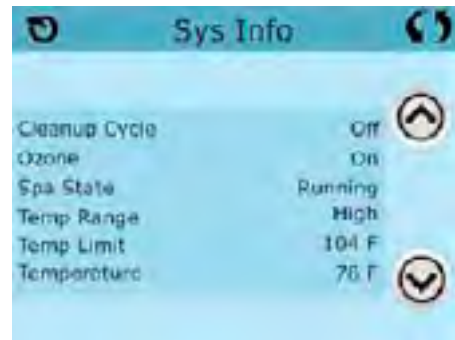 Sys Info
Cleanup Cycle Off
Ozone On
Spa State Running
Temp Range High
Temp Limit 104 F
Temperature 76 F